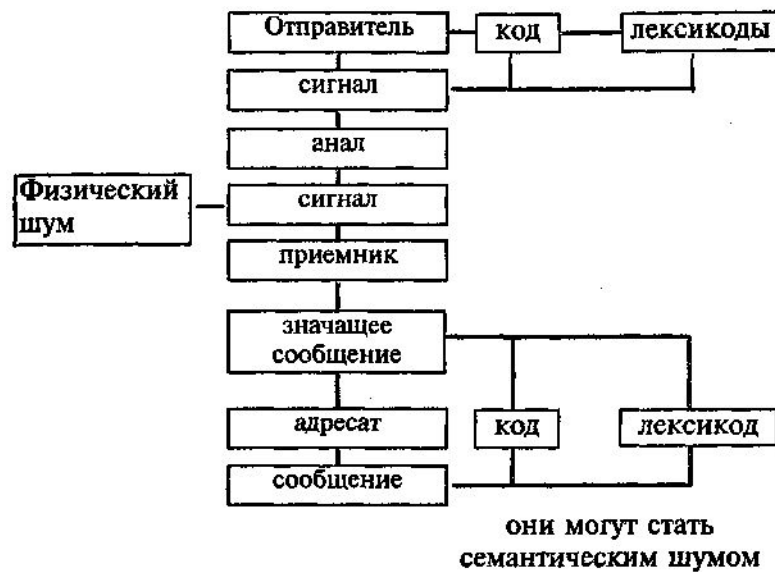 Отправитель
код
лексикоды
сигнал
анал
Физический
шум
сигнал
приемник
значащее
сообщение
адресат
код
лексикод
сообщение
они могут стать
семантическим шумом